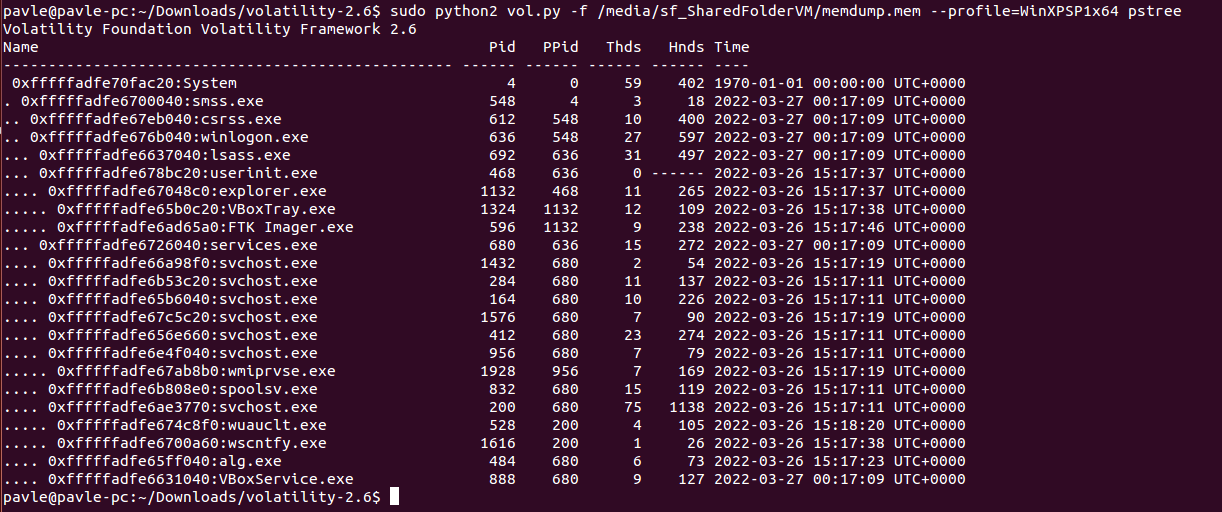 pavle@pavle-pc:~/Downloads/volatility-2.6$ sudo python2 vol.py -f /media/sf_SharedFolderVM/memdump.mem --profile=WinXPSP1x64 pstree
Volatility Foundation Volatility Framework 2.6
Name                                                  Pid   PPid   Thds   Hnds Time
-------------------------------------------------- ------ ------ ------ ------ ----
 0xfffffadfe70fac20:System                              4      0     59    402 1970-01-01 00:00:00 UTC+0000
. 0xfffffadfe6700040:smss.exe                         548      4      3     18 2022-03-27 00:17:09 UTC+0000
.. 0xfffffadfe67eb040:csrss.exe                       612    548     10    400 2022-03-27 00:17:09 UTC+0000
.. 0xfffffadfe676b040:winlogon.exe                    636    548     27    597 2022-03-27 00:17:09 UTC+0000
... 0xfffffadfe6637040:lsass.exe                      692    636     31    497 2022-03-27 00:17:09 UTC+0000
... 0xfffffadfe678bc20:userinit.exe                   468    636      0 ------ 2022-03-26 15:17:37 UTC+0000
.... 0xfffffadfe67048c0:explorer.exe                 1132    468     11    265 2022-03-26 15:17:37 UTC+0000
..... 0xfffffadfe65b0c20:VBoxTray.exe                1324   1132     12    109 2022-03-26 15:17:38 UTC+0000
..... 0xfffffadfe6ad65a0:FTK Imager.exe               596   1132      9    238 2022-03-26 15:17:46 UTC+0000
... 0xfffffadfe6726040:services.exe                   680    636     15    272 2022-03-27 00:17:09 UTC+0000
.... 0xfffffadfe66a98f0:svchost.exe                  1432    680      2     54 2022-03-26 15:17:19 UTC+0000
.... 0xfffffadfe6b53c20:svchost.exe                   284    680     11    137 2022-03-26 15:17:11 UTC+0000
.... 0xfffffadfe65b6040:svchost.exe                   164    680     10    226 2022-03-26 15:17:11 UTC+0000
.... 0xfffffadfe67c5c20:svchost.exe                  1576    680      7     90 2022-03-26 15:17:19 UTC+0000
.... 0xfffffadfe656e660:svchost.exe                   412    680     23    274 2022-03-26 15:17:11 UTC+0000
.... 0xfffffadfe6e4f040:svchost.exe                   956    680      7     79 2022-03-26 15:17:11 UTC+0000
..... 0xfffffadfe67ab8b0:wmiprvse.exe                1928    956      7    169 2022-03-26 15:17:19 UTC+0000
.... 0xfffffadfe6b808e0:spoolsv.exe                   832    680     15    119 2022-03-26 15:17:11 UTC+0000
.... 0xfffffadfe6ae3770:svchost.exe                   200    680     75   1138 2022-03-26 15:17:11 UTC+0000
..... 0xfffffadfe674c8f0:wuauclt.exe                  528    200      4    105 2022-03-26 15:18:20 UTC+0000
..... 0xfffffadfe6700a60:wscntfy.exe                 1616    200      1     26 2022-03-26 15:17:38 UTC+0000
.... 0xfffffadfe65ff040:alg.exe                       484    680      6     73 2022-03-26 15:17:23 UTC+0000
.... 0xfffffadfe6631040:VBoxService.exe               888    680      9    127 2022-03-27 00:17:09 UTC+0000
pavle@pavle-pc:~/Downloads/volatility-2.6$